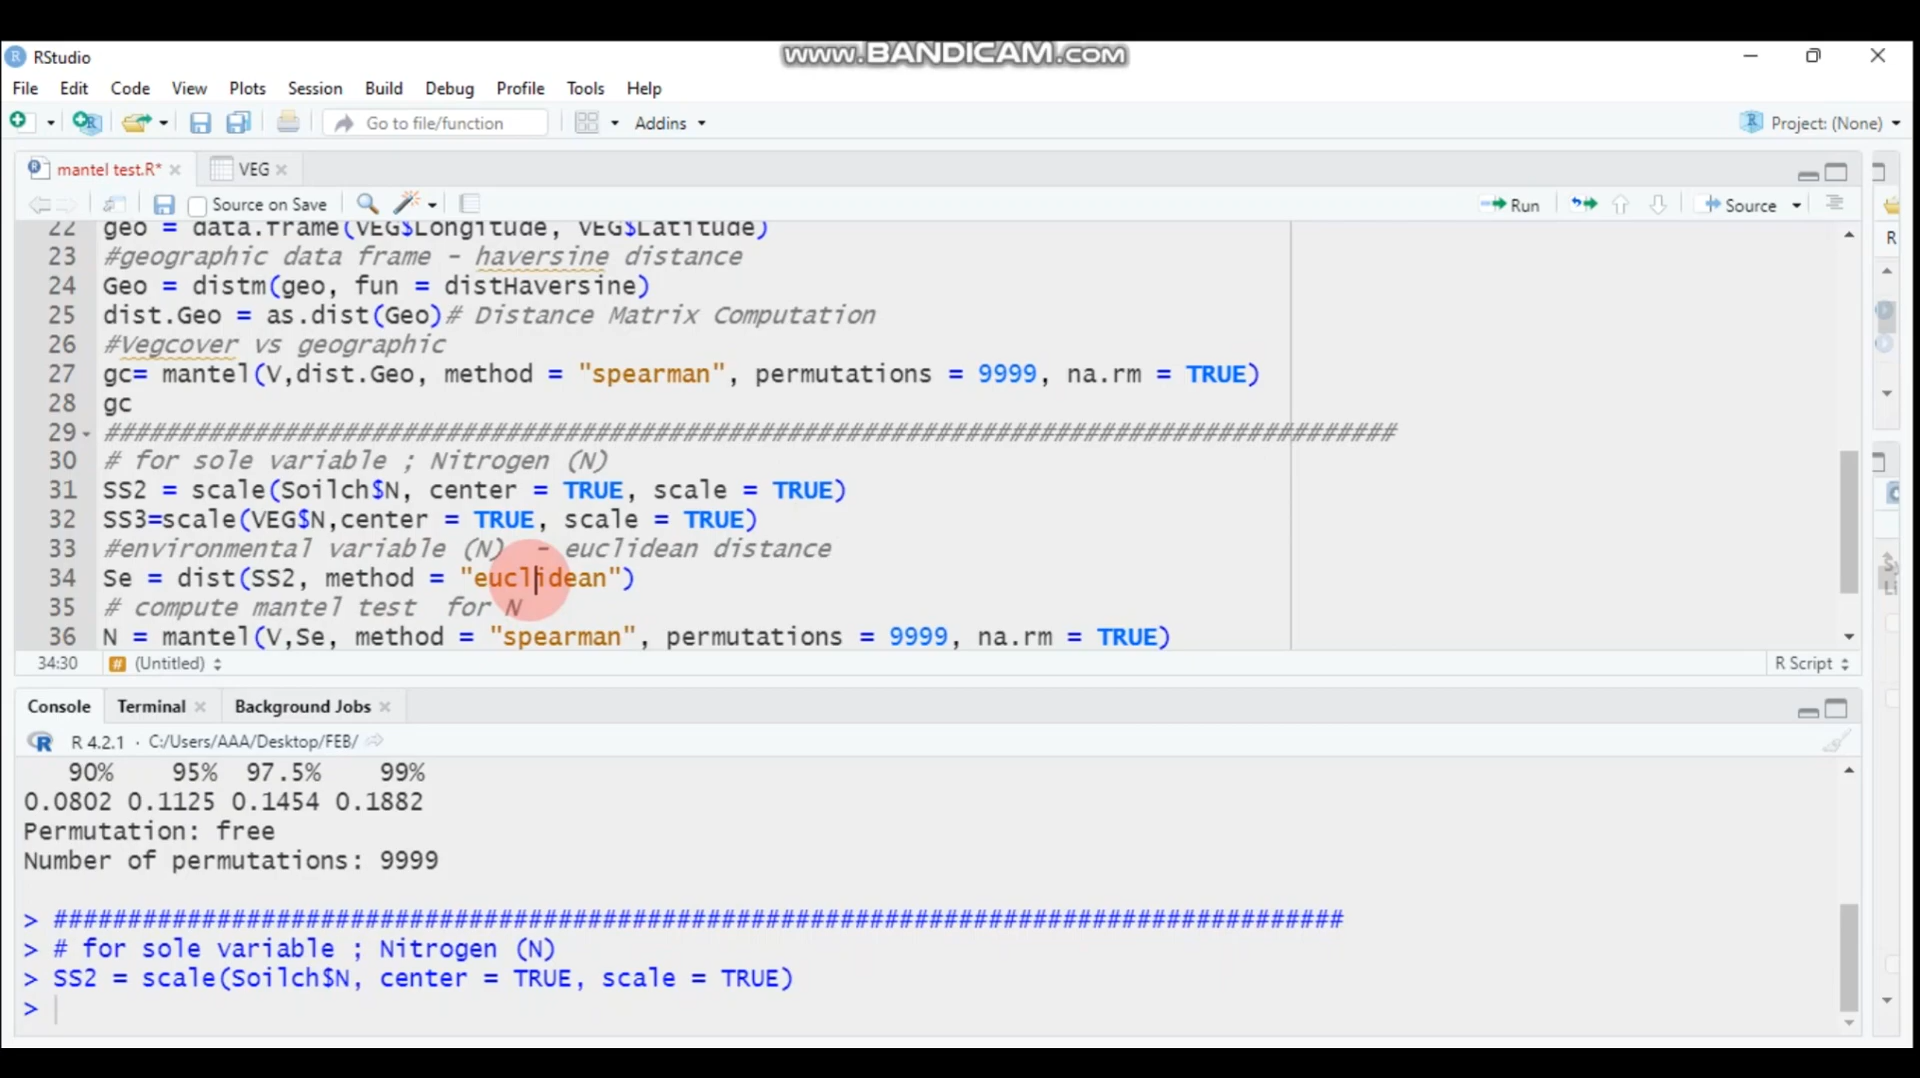 www.BANDICAM.com
RStudio
File Edit Code View Plots Session Build Debug Profile Tools Help
Go to file/function Addins Project: (None)
mantel test.R* VEG
Source on Save Run Source
22 geo = data.frame(VEG$Longitude, VEG$Latitude)
23 #geographic data frame - haversine distance
24 Geo = distm(geo, fun = distHaversine)
25 dist.Geo = as.dist(Geo)# Distance Matrix Computation
26 #Vegcover vs geographic
27 gc= mantel(V,dist.Geo, method = "spearman", permutations = 9999, na.rm = TRUE)
28 gc
29 #######################################################################################
30 # for sole variable ; Nitrogen (N)
31 SS2 = scale(Soilch$N, center = TRUE, scale = TRUE)
32 SS3=scale(VEG$N,center = TRUE, scale = TRUE)
33 #environmental variable (N)  - euclidean distance
34 Se = dist(SS2, method = "euclidean")
35 # compute mantel test  for N
36 N = mantel(V,Se, method = "spearman", permutations = 9999, na.rm = TRUE)
34:30 # (Untitled) R Script
Console Terminal Background Jobs
R 4.2.1 · C:/Users/AAA/Desktop/FEB/
90% 95% 97.5% 99%
0.0802 0.1125 0.1454 0.1882
Permutation: free
Number of permutations: 9999
> #######################################################################################
> # for sole variable ; Nitrogen (N)
> SS2 = scale(Soilch$N, center = TRUE, scale = TRUE)
>